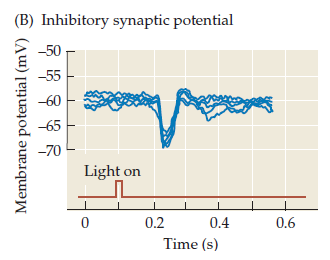 (B) Inhibitory synaptic potential
Membrane potential (mV)
–50
–55
–60
–65
–70
Light on
0 0.2 0.4 0.6
Time (s)